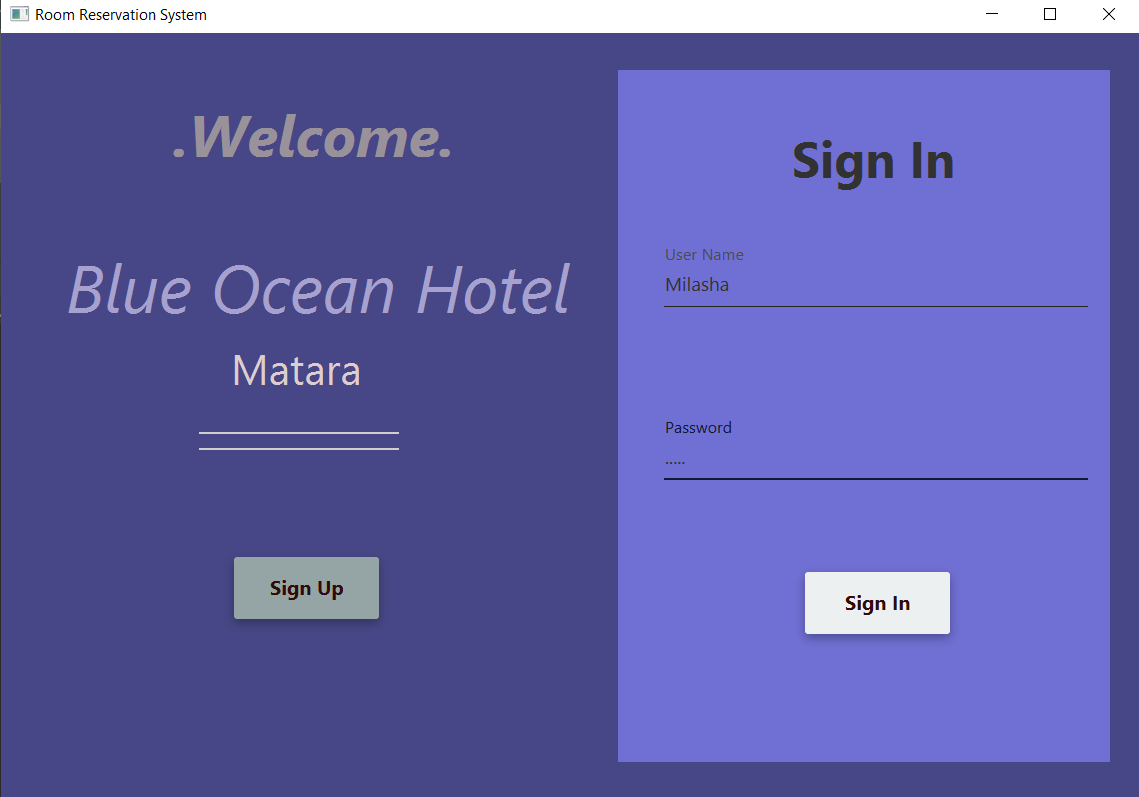 Room Reservation System
.Welcome.
Blue Ocean Hotel
Matara
Sign Up
Sign In
User Name
Milasha
Password
.....
Sign In